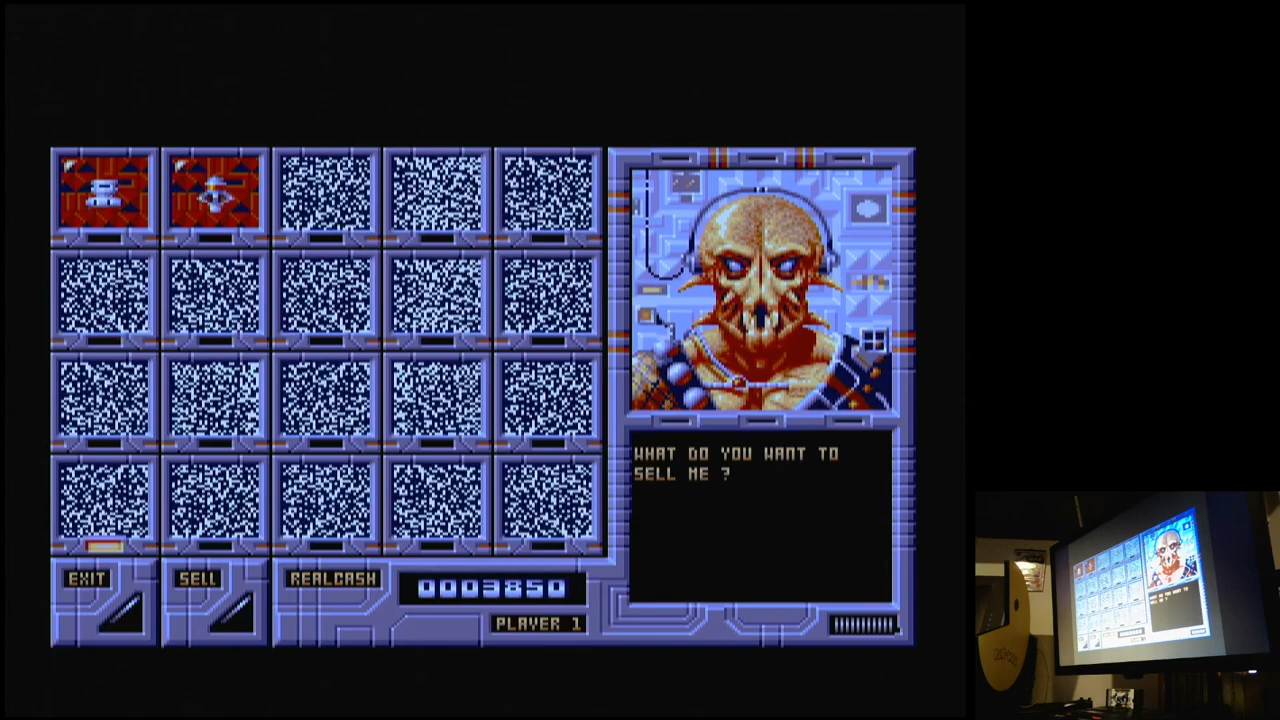 WHAT DO YOU WANT TO
SELL ME ?
EXIT
SELL
REALCASH
0003850
PLAYER 1